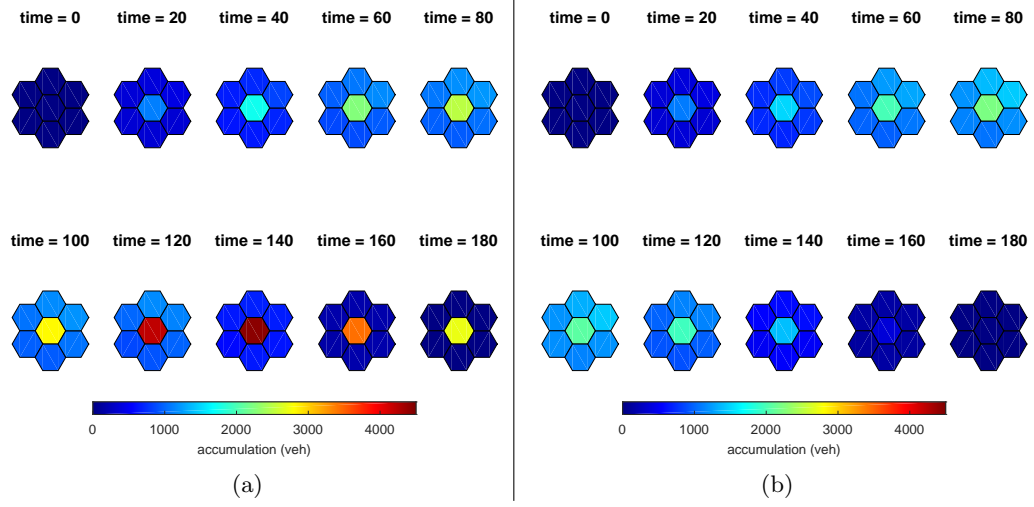 time = 0 time = 20 time = 40 time = 60 time = 80
time = 100 time = 120 time = 140 time = 160 time = 180
0 1000 2000 3000 4000
accumulation (veh)
(a)
time = 0 time = 20 time = 40 time = 60 time = 80
time = 100 time = 120 time = 140 time = 160 time = 180
0 1000 2000 3000 4000
accumulation (veh)
(b)